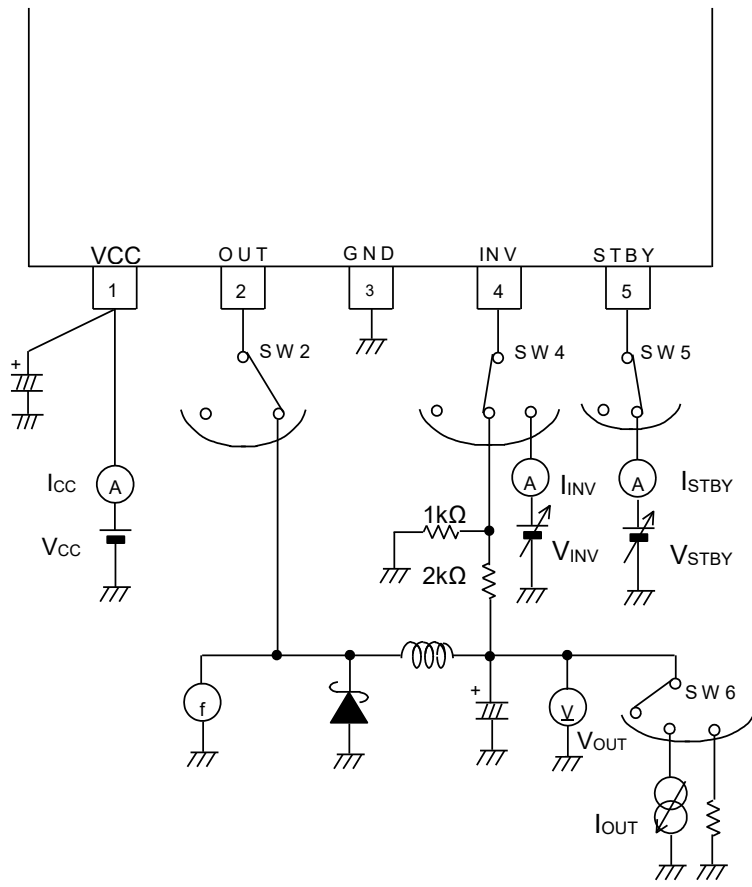 VCC OUT GND INV STBY
1 2 3 4 5
SW2 SW4 SW5
+
A A A
ICC IINV ISTBY
VCC VINV VSTBY
1kΩ
2kΩ
SW6
+
f V
VOUT
IOUT